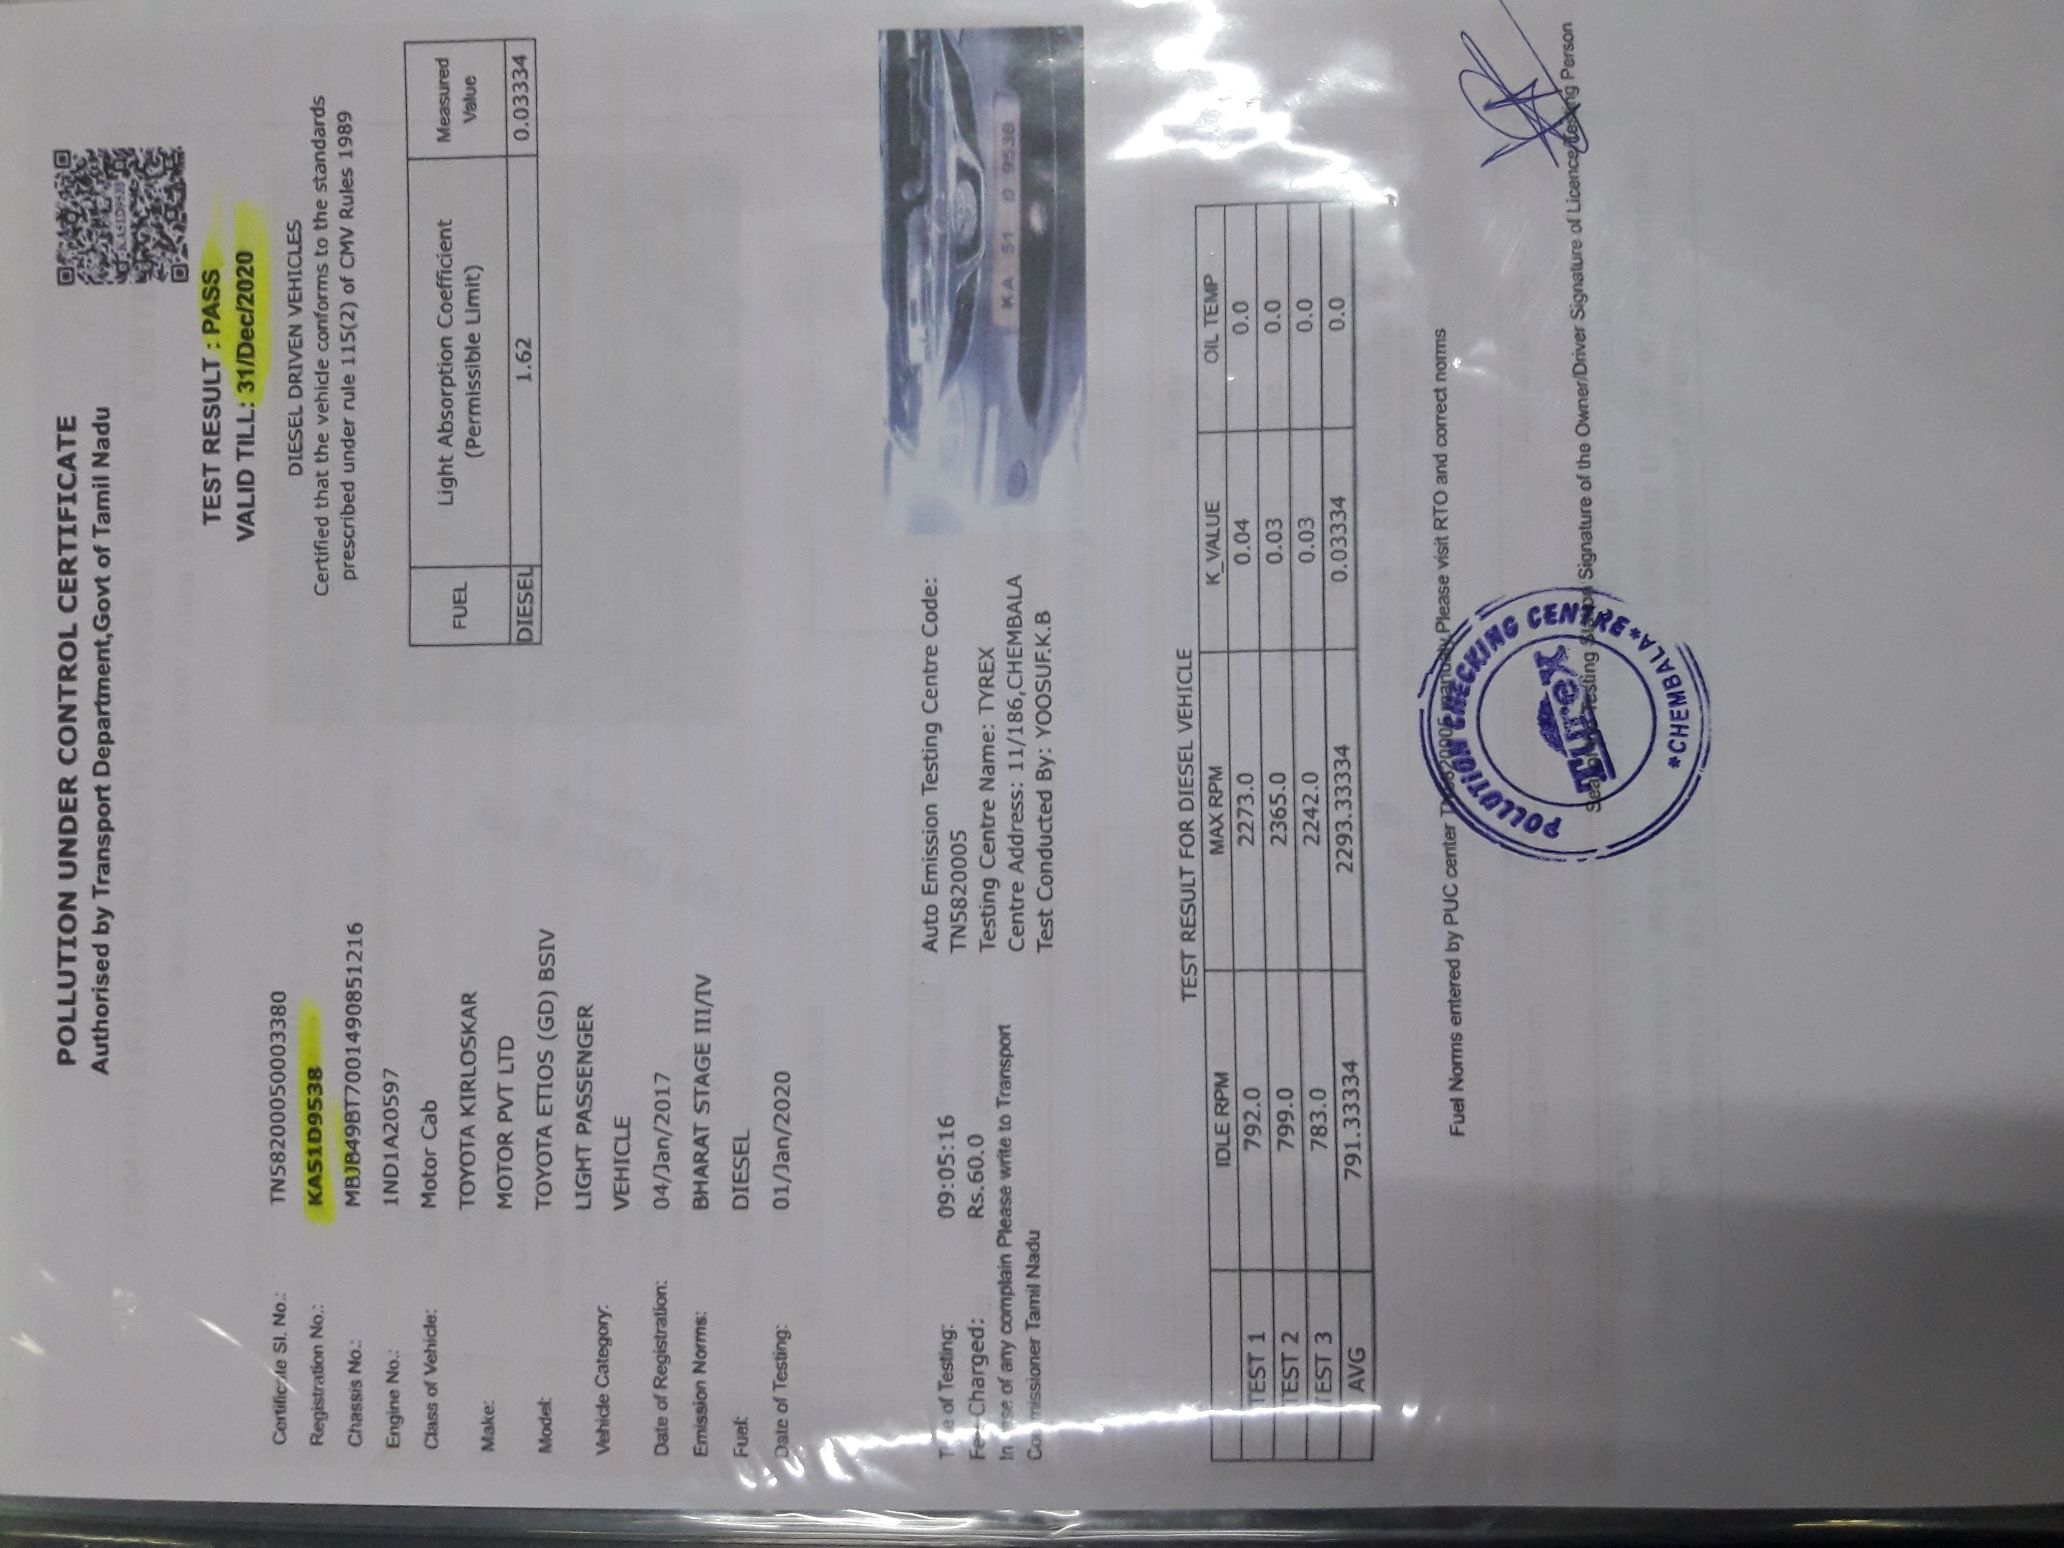 POLLUTION UNDER CONTROL CERTIFICATE
Authorised by Transport Department,Govt of Tamil Nadu
TEST RESULT : PASS
VALID TILL: 31/Dec/2020
Certificate Sl. No.: TN58200050003380
Registration No.: KA51D9538
Chassis No.: MBJB49BT700149085​1216
Engine No.: 1ND1A20597
Class of Vehicle: Motor Cab
Make: TOYOTA KIRLOSKAR
MOTOR PVT LTD
Model: TOYOTA ETIOS (GD) BSIV
Vehicle Category: LIGHT PASSENGER
VEHICLE
Date of Registration: 04/Jan/2017
Emission Norms: BHARAT STAGE III/IV
Fuel: DIESEL
Date of Testing: 01/Jan/2020
DIESEL DRIVEN VEHICLES
Certified that the vehicle conforms to the standards
prescribed under rule 115(2) of CMV Rules 1989
FUEL Light Absorption Coefficient (Permissible Limit) Measured Value
DIESEL 1.62 0.03334
of Testing: 09:05:16
Charged: Rs.60.0
of any complain Please write to Transport
Commissioner Tamil Nadu
Auto Emission Testing Centre Code:
TN5820005
Testing Centre Name: TYREX
Centre Address: 11/186,CHEMBALA
Test Conducted By: YOOSUF.K.B
KA 51 D 9538
TEST RESULT FOR DIESEL VEHICLE
IDLE RPM MAX RPM K_VALUE OIL TEMP
TEST 1 792.0 2273.0 0.04 0.0
TEST 2 799.0 2365.0 0.03 0.0
TEST 3 783.0 2242.0 0.03 0.0
AVG 791.33334 2293.33334 0.03334 0.0
Fuel Norms entered by PUC center manually.Please visit RTO and correct norms
Testing Station Signature of the Owner/Driver Signature of Licence/Testing Person
POLLUTION CHECKING CENTRE
Tyrex
*CHEMBALA*